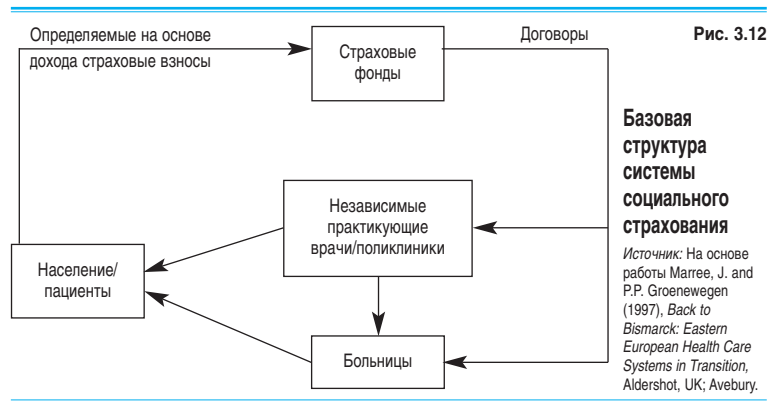 Определяемые на основе
дохода страховые взносы
Страховые
фонды
Договоры
Рис. 3.12
Базовая
структура
системы
социального
страхования
Источник: На основе
работы Marree, J. and
P.P. Groenewegen
(1997), Back to
Bismarck: Eastern
European Health Care
Systems in Transition,
Aldershot, UK; Avebury.
Независимые
практикующие
врачи/поликлиники
Население/
пациенты
Больницы